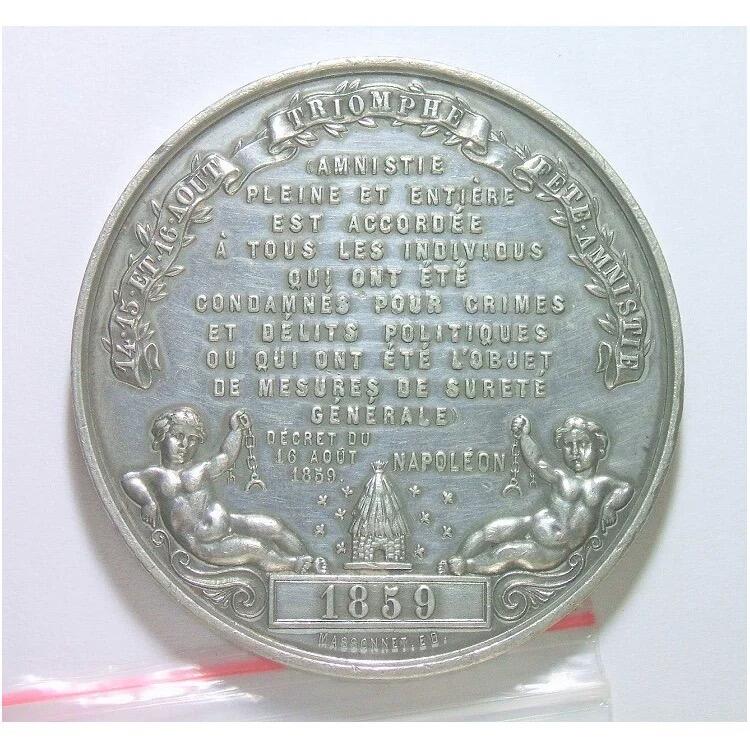 14·15·ET·16 AOUT
TRIOMPHE
FETE·AMNISTIE
«AMNISTIE
PLEINE ET ENTIÈRE
EST ACCORDÉE
À TOUS LES INDIVIDUS
QUI ONT ÉTÉ
CONDAMNÉS POUR CRIMES
ET DÉLITS POLITIQUES
OU QUI ONT ÉTÉ L'OBJET
DE MESURES DE SURETÉ
GÉNÉRALE»
DÉCRET DU
16 AOÛT
1859.
NAPOLÉON
1859
MASSONNET, ED.